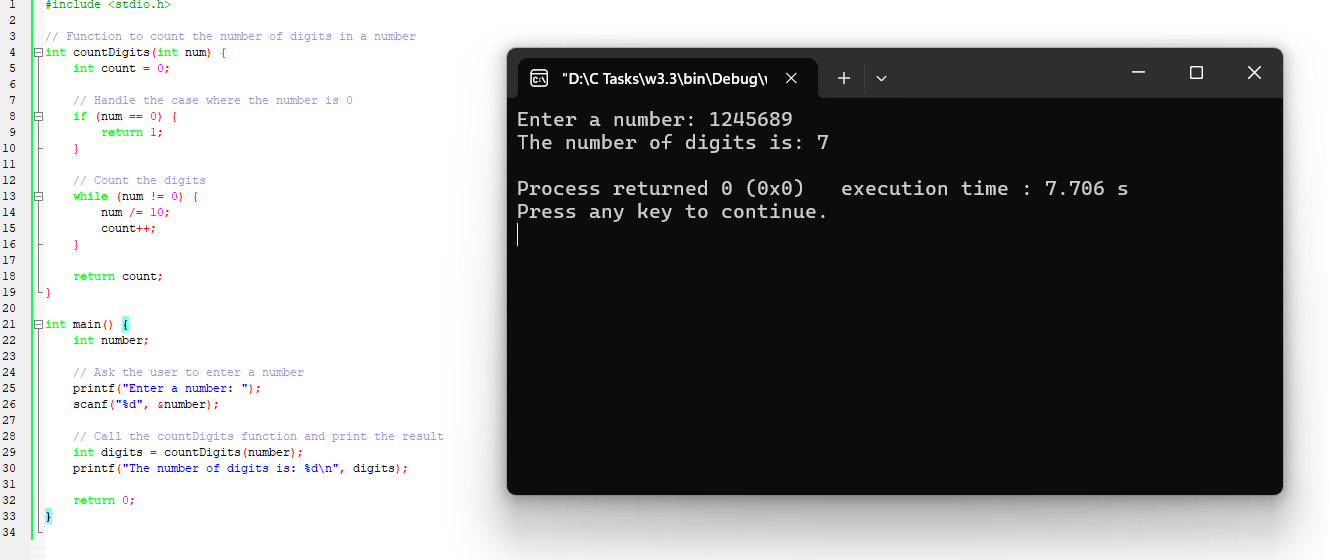 1 #include <stdio.h>
2
3 // Function to count the number of digits in a number
4 int countDigits(int num) {
5 int count = 0;
6
7 // Handle the case where the number is 0
8 if (num == 0) {
9 return 1;
10 }
11
12 // Count the digits
13 while (num != 0) {
14 num /= 10;
15 count++;
16 }
17
18 return count;
19 }
20
21 int main() {
22 int number;
23
24 // Ask the user to enter a number
25 printf("Enter a number: ");
26 scanf("%d", &number);
27
28 // Call the countDigits function and print the result
29 int digits = countDigits(number);
30 printf("The number of digits is: %d\n", digits);
31
32 return 0;
33 }
34
C:\ "D:\C Tasks\w3.3\bin\Debug\
Enter a number: 1245689
The number of digits is: 7
Process returned 0 (0x0) execution time : 7.706 s
Press any key to continue.